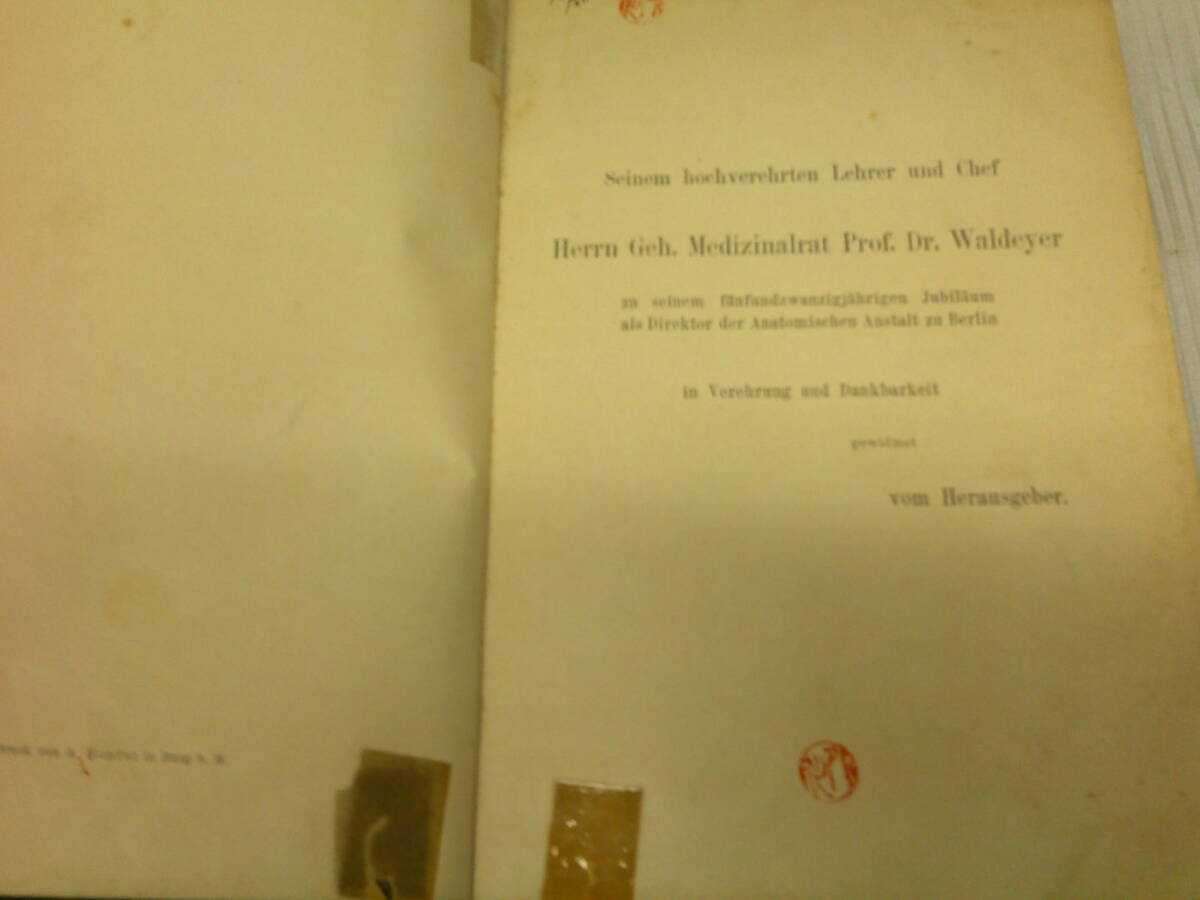 Seinem hochverehrten Lehrer und Chef
Herrn Geh. Medizinalrat Prof. Dr. Waldeyer
zu seinem fünfundzwanzigjährigen Jubiläum
als Direktor der Anatomischen Anstalt zu Berlin
in Verehrung und Dankbarkeit
gewidmet
vom Herausgeber.